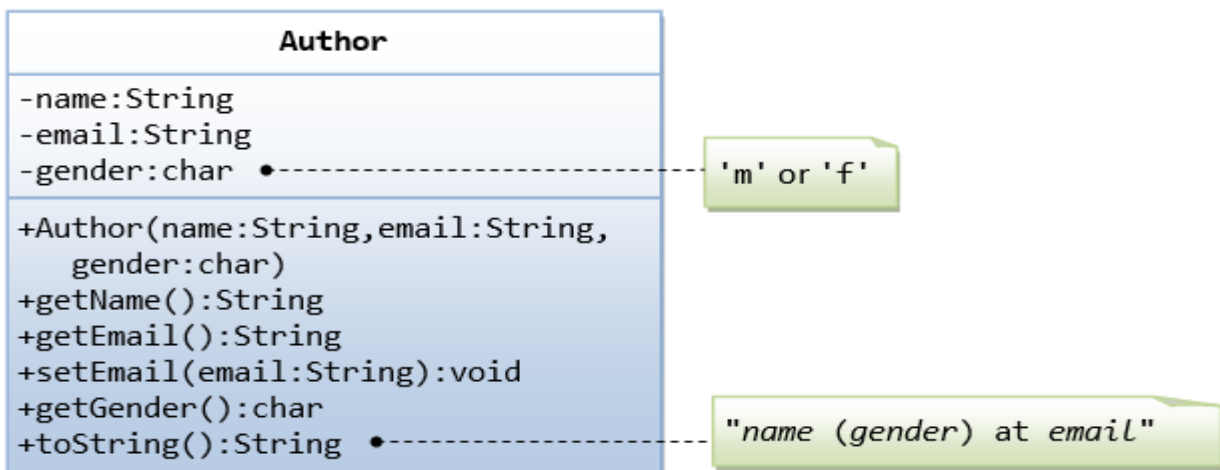 Author
-name:String
-email:String
-gender:char
'm' or 'f'
+Author(name:String,email:String,
gender:char)
+getName():String
+getEmail():String
+setEmail(email:String):void
+getGender():char
+toString():String
"name (gender) at email"